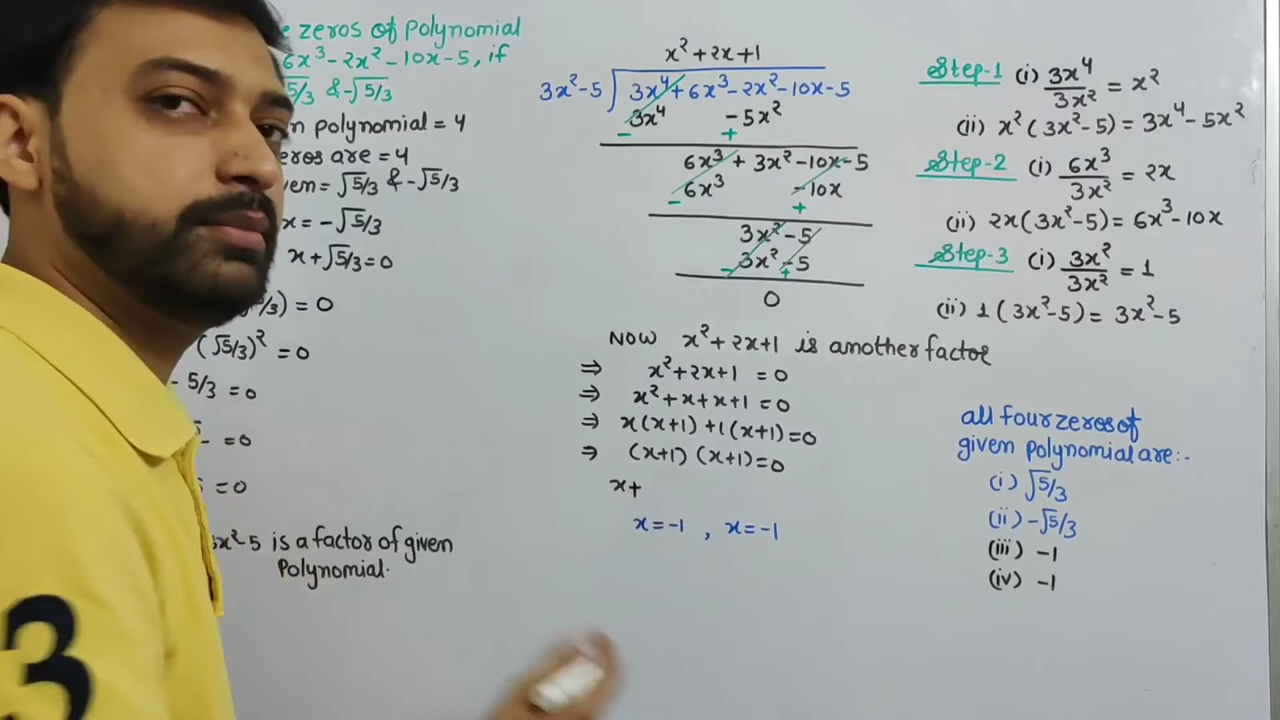 zeros of Polynomial
6x³-2x²-10x-5, if
5/3 & -√5/3
polynomial = 4
zeros are = 4
= √5/3 & -√5/3
x = -√5/3
x+√5/3=0
/3) = 0
(√5/3)² = 0
- 5/3 = 0
= 0
= 0
3x²-5 is a factor of given
Polynomial.
x²+2x+1
3x²-5 ) 3x⁴+6x³-2x²-10x-5
3x⁴ -5x²
- +
6x³ + 3x² -10x-5
6x³ -10x
- +
3x²-5
3x²-5
- +
0
NOW x²+2x+1 is another factor
⇒ x²+2x+1 = 0
⇒ x²+x+x+1=0
⇒ x(x+1)+1(x+1)=0
⇒ (x+1) (x+1)=0
x+
x=-1 , x=-1
Step-1 (i) 3x⁴/3x² = x²
(ii) x²(3x²-5)= 3x⁴-5x²
Step-2 (i) 6x³/3x² = 2x
(ii) 2x(3x²-5)= 6x³-10x
Step-3 (i) 3x²/3x² = 1
(ii) 1(3x²-5)= 3x²-5
all four zeros of
given polynomial are:-
(i) √5/3
(ii) -√5/3
(iii) -1
(iv) -1
3